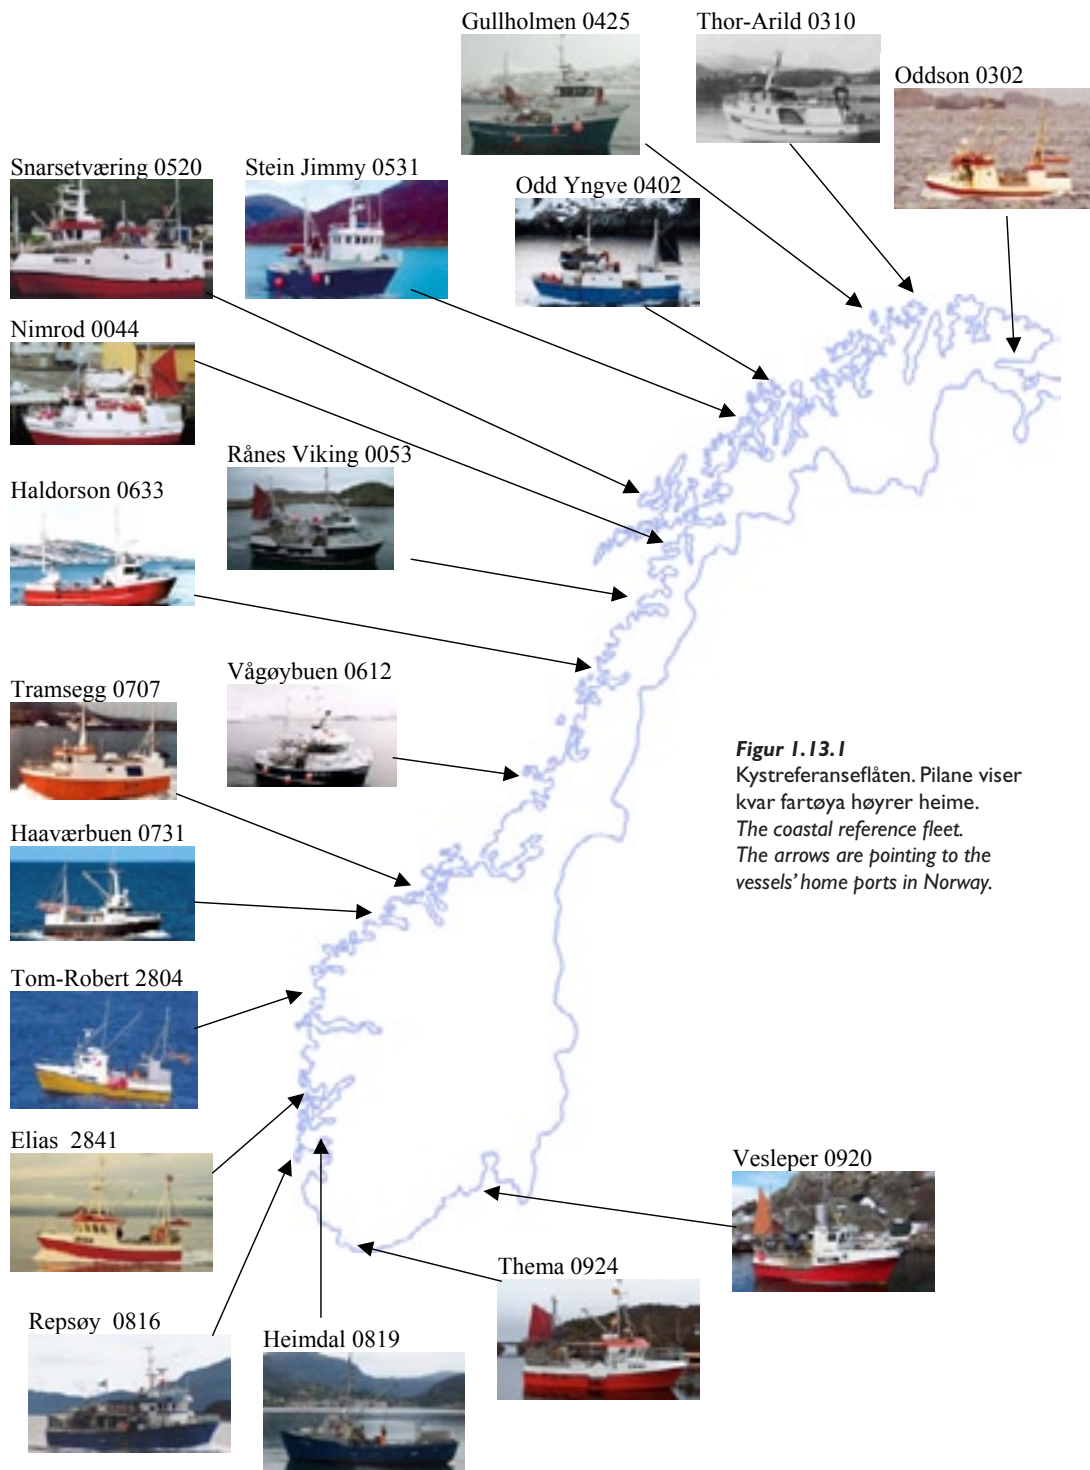 Gullholmen 0425
Thor-Arild 0310
Oddson 0302
Snarsetværing 0520
Stein Jimmy 0531
Odd Yngve 0402
Nimrod 0044
Rånes Viking 0053
Haldorson 0633
Tramsegg 0707
Vågøybuen 0612
Figur 1.13.1
Kystreferanseflåten. Pilane viser
kvar fartøya høyrer heime.
The coastal reference fleet.
The arrows are pointing to the
vessels' home ports in Norway.
Haaværbuen 0731
Tom-Robert 2804
Elias 2841
Vesleper 0920
Thema 0924
Repsøy 0816
Heimdal 0819